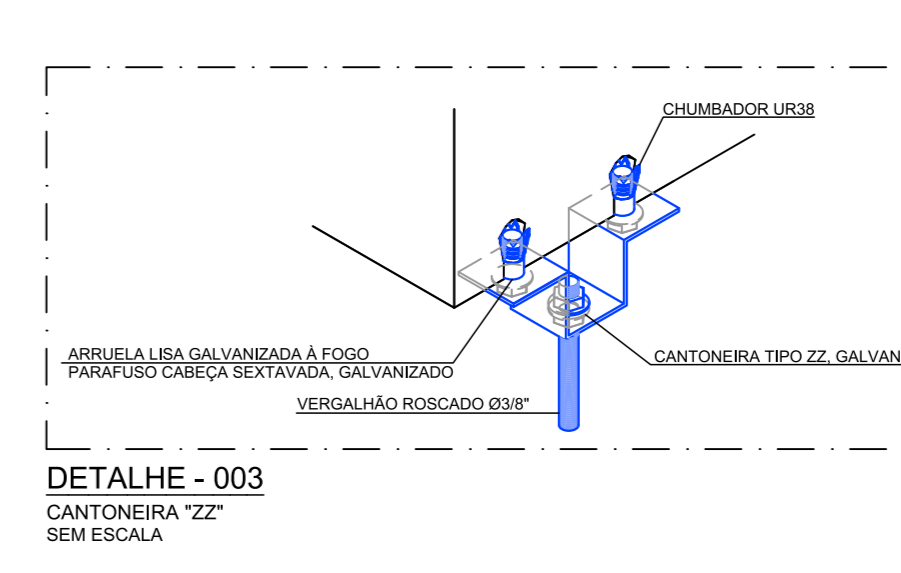 CHUMBADOR UR38
ARRUELA LISA GALVANIZADA À FOGO
PARAFUSO CABEÇA SEXTAVADA, GALVANIZADO
CANTONEIRA TIPO ZZ, GALVAN
VERGALHÃO ROSCADO Ø3/8"
DETALHE - 003
CANTONEIRA "ZZ"
SEM ESCALA